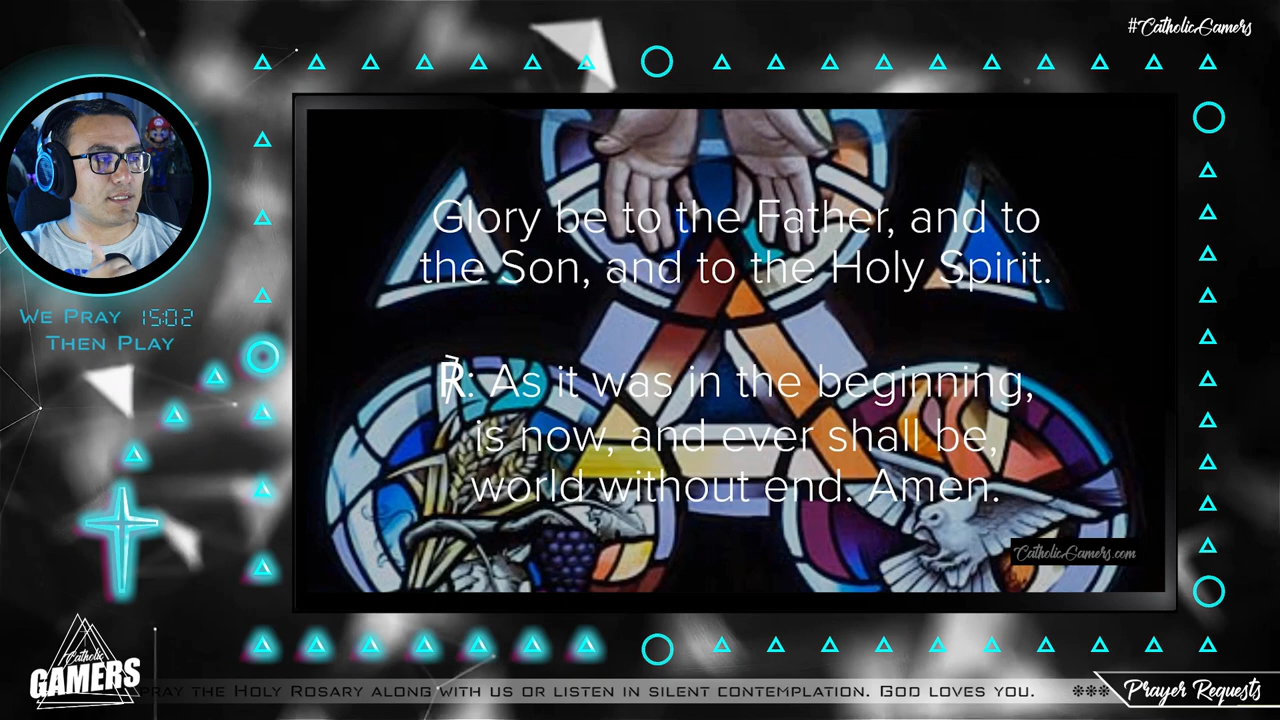 #CatholicGamers
We Pray 15:02
Then Play
Glory be to the Father, and to
the Son, and to the Holy Spirit.
℟: As it was in the beginning,
is now, and ever shall be,
world without end. Amen.
CatholicGamers.com
Catholic
GAMERS
pray the Holy Rosary along with us or listen in silent contemplation. God loves you.
Prayer Requests